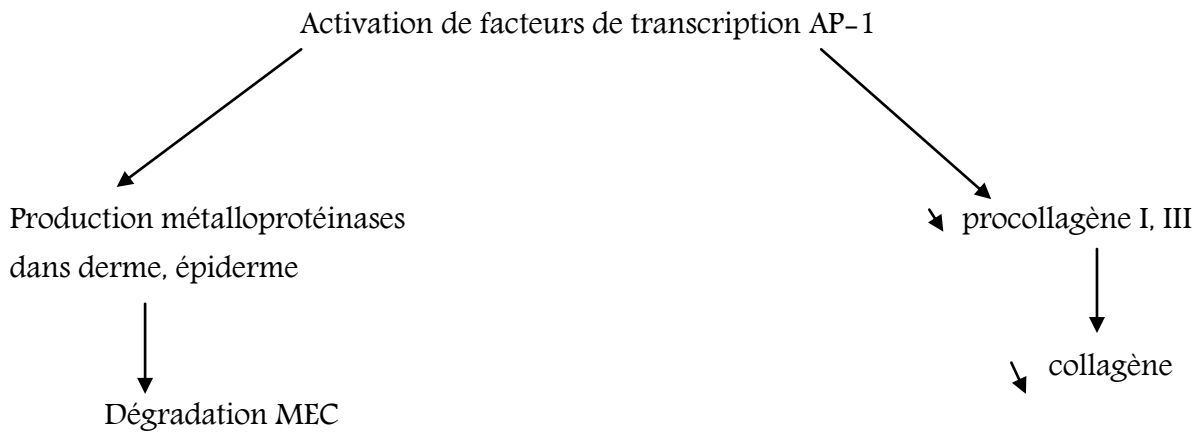 Activation de facteurs de transcription AP-1
Production métalloprotéinases
dans derme, épiderme
procollagène I, III
collagène
Dégradation MEC